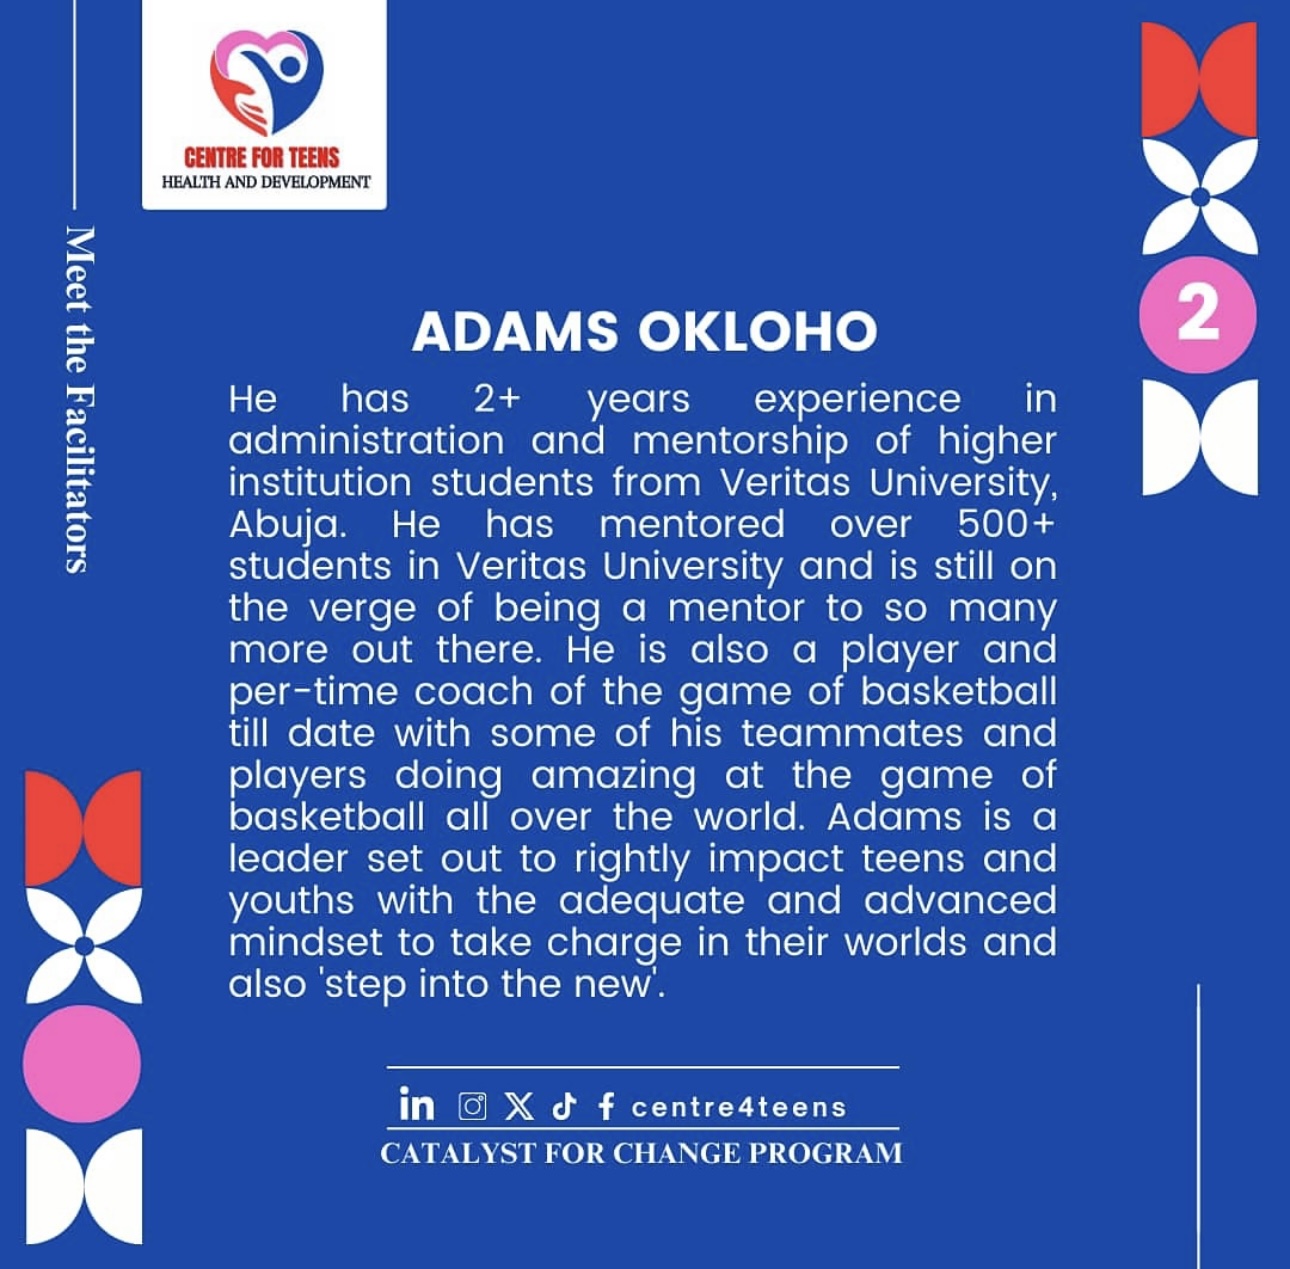 CENTRE FOR TEENS
HEALTH AND DEVELOPMENT
Meet the Facilitators
2
ADAMS OKLOHO
He has 2+ years experience in
administration and mentorship of higher
institution students from Veritas University,
Abuja. He has mentored over 500+
students in Veritas University and is still on
the verge of being a mentor to so many
more out there. He is also a player and
per-time coach of the game of basketball
till date with some of his teammates and
players doing amazing at the game of
basketball all over the world. Adams is a
leader set out to rightly impact teens and
youths with the adequate and advanced
mindset to take charge in their worlds and
also 'step into the new'.
centre4teens
CATALYST FOR CHANGE PROGRAM